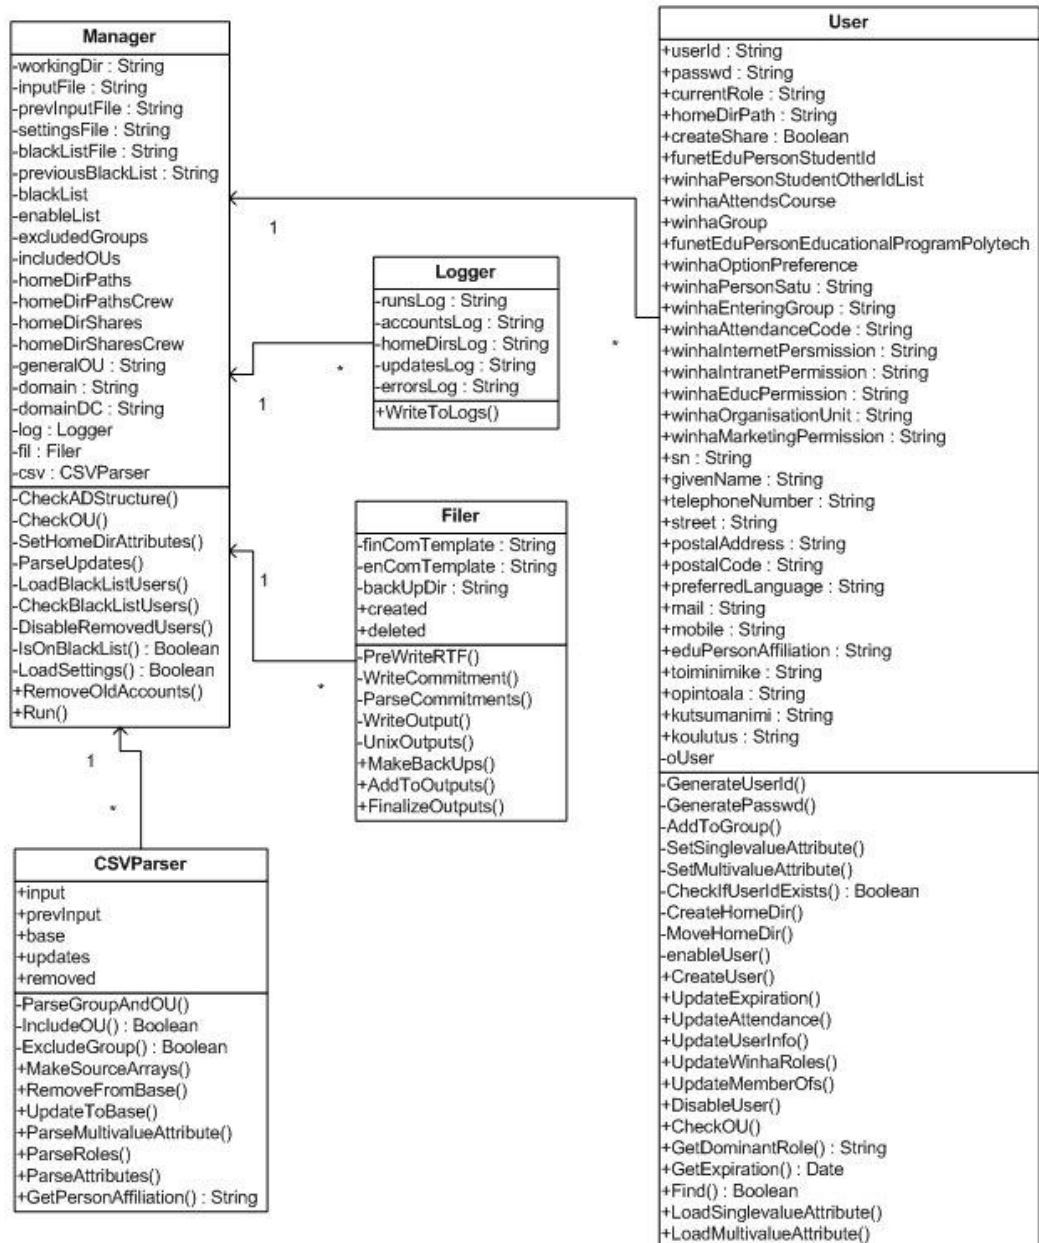 Manager
-workingDir : String
-inputFile : String
-prevInputFile : String
-settingsFile : String
-blackListFile : String
-previousBlackList : String
-blackList
-enableList
-excludedGroups
-includedOUs
-homeDirPaths
-homeDirPathsCrew
-homeDirShares
-homeDirSharesCrew
-generalOU : String
-domain : String
-domainDC : String
-log : Logger
-fil : Filer
-csv : CSVParser
-CheckADStructure()
-CheckOU()
-SetHomeDirAttributes()
-ParseUpdates()
-LoadBlackListUsers()
-CheckBlackListUsers()
-DisableRemovedUsers()
-IsOnBlackList() : Boolean
-LoadSettings() : Boolean
+RemoveOldAccounts()
+Run()
1
*
1
*
1
*
1
*
Logger
-runsLog : String
-accountsLog : String
-homeDirsLog : String
-updatesLog : String
-errorsLog : String
+WriteToLogs()
Filer
-finComTemplate : String
-enComTemplate : String
-backUpDir : String
+created
+deleted
-PreWriteRTF()
-WriteCommitment()
-ParseCommitments()
-WriteOutput()
-UnixOutputs()
+MakeBackUps()
+AddToOutputs()
+FinalizeOutputs()
CSVParser
+input
+prevInput
+base
+updates
+removed
-ParseGroupAndOU()
-IncludeOU() : Boolean
-ExcludeGroup() : Boolean
+MakeSourceArrays()
+RemoveFromBase()
+UpdateToBase()
+ParseMultivalueAttribute()
+ParseRoles()
+ParseAttributes()
+GetPersonAffiliation() : String
User
+userId : String
+passwd : String
+currentRole : String
+homeDirPath : String
+createShare : Boolean
+funetEduPersonStudentId
+winhaPersonStudentOtherIdList
+winhaAttendsCourse
+winhaGroup
+funetEduPersonEducationalProgramPolytech
+winhaOptionPreference
+winhaPersonSatu : String
+winhaEnteringGroup : String
+winhaAttendanceCode : String
+winhaInternetPersmission : String
+winhaIntranetPermission : String
+winhaEducPermission : String
+winhaOrganisationUnit : String
+winhaMarketingPermission : String
+sn : String
+givenName : String
+telephoneNumber : String
+street : String
+postalAddress : String
+postalCode : String
+preferredLanguage : String
+mail : String
+mobile : String
+eduPersonAffiliation : String
+toiminimike : String
+opintoala : String
+kutsumanimi : String
+koulutus : String
-oUser
-GenerateUserId()
-GeneratePasswd()
-AddToGroup()
-SetSinglevalueAttribute()
-SetMultivalueAttribute()
-CheckIfUserIdExists() : Boolean
-CreateHomeDir()
-MoveHomeDir()
-enableUser()
+CreateUser()
+UpdateExpiration()
+UpdateAttendance()
+UpdateUserInfo()
+UpdateWinhaRoles()
+UpdateMemberOfs()
+DisableUser()
+CheckOU()
+GetDominantRole() : String
+GetExpiration() : Date
+Find() : Boolean
+LoadSinglevalueAttribute()
+LoadMultivalueAttribute()